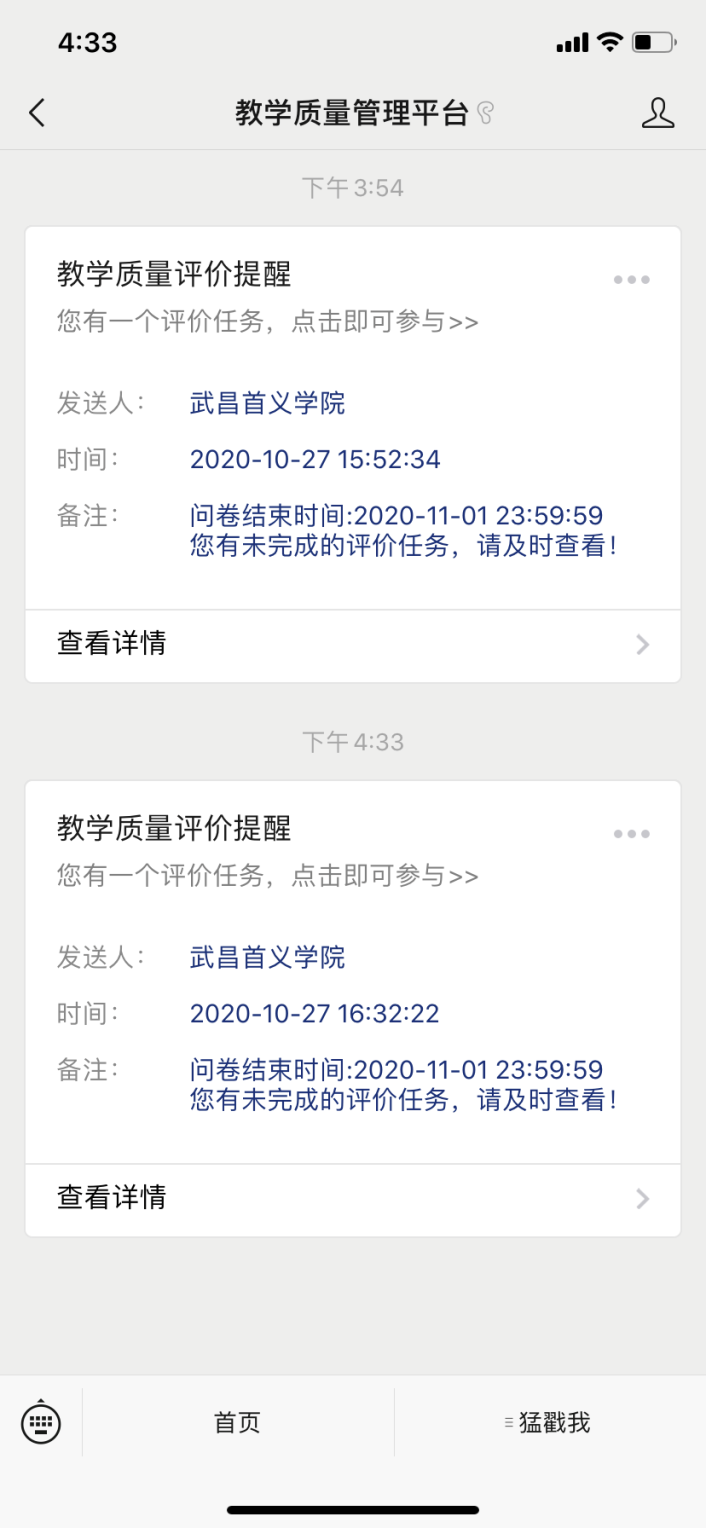 4:33
教学质量管理平台
下午3:54
教学质量评价提醒
您有一个评价任务，点击即可参与>>
发送人： 武昌首义学院
时间： 2020-10-27 15:52:34
备注： 问卷结束时间:2020-11-01 23:59:59
您有未完成的评价任务，请及时查看！
查看详情
下午4:33
教学质量评价提醒
您有一个评价任务，点击即可参与>>
发送人： 武昌首义学院
时间： 2020-10-27 16:32:22
备注： 问卷结束时间:2020-11-01 23:59:59
您有未完成的评价任务，请及时查看！
查看详情
首页 猛戳我